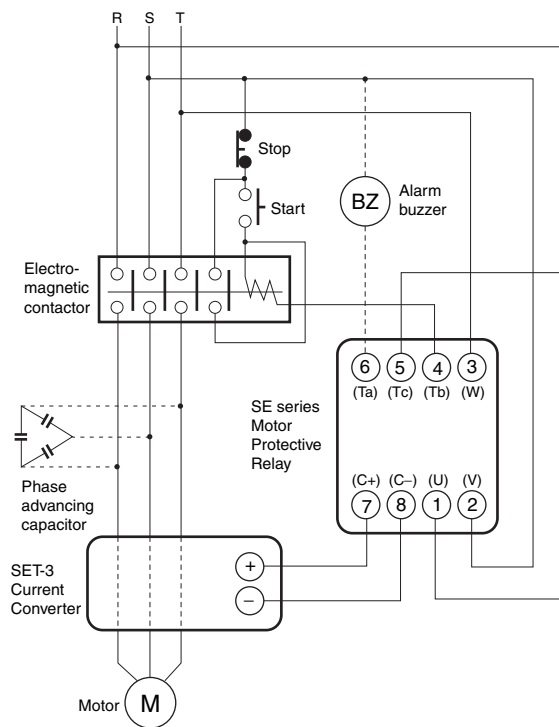 R S T
Stop
Start
BZ
Alarm
buzzer
Electro-
magnetic
contactor
6 5 4 3
(Ta) (Tc) (Tb) (W)
SE series
Motor
Protective
Relay
(C+) (C−) (U) (V)
7 8 1 2
Phase
advancing
capacitor
SET-3
Current
Converter
+
−
Motor
M